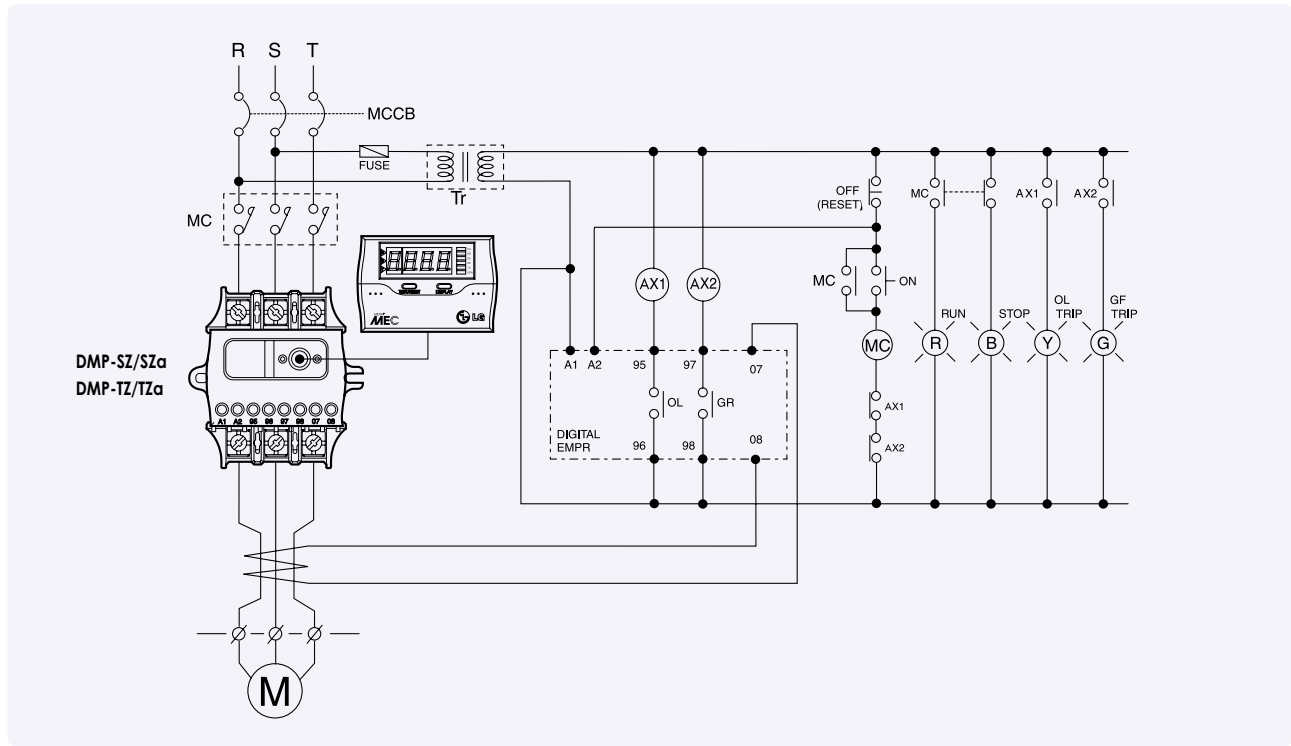 R S T
MCCB
FUSE
Tr
MC
OFF
(RESET)
MC
AX1
AX2
MC
ON
AX1
AX2
MEC
LG
RUN
STOP
OL
TRIP
GF
TRIP
MC
R
B
Y
G
DMP-SZ/SZa
DMP-TZ/TZa
A1 A2 95 96 97 98 07 08
A1 A2 95 97 07
OL
GR
AX1
AX2
DIGITAL
EMPR
96 98 08
M